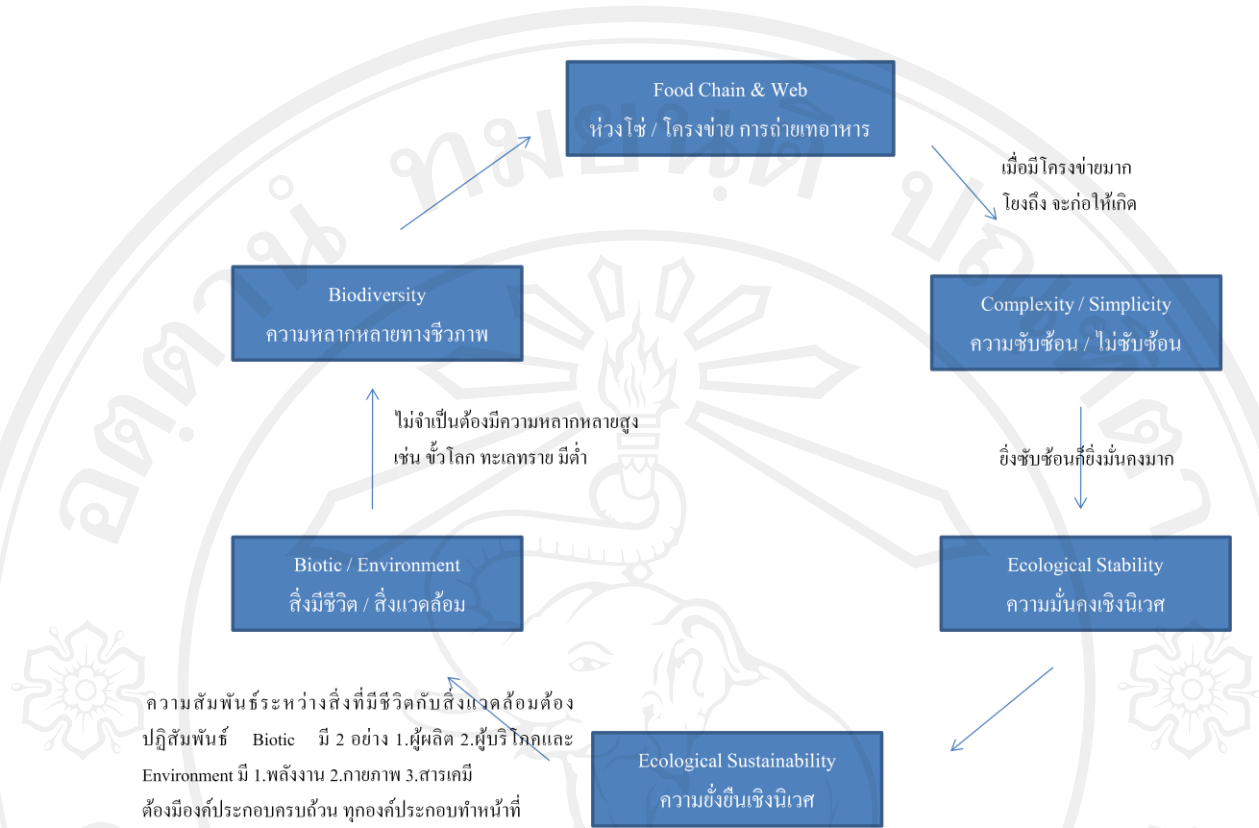 Food Chain & Web
ห่วงโซ่ / โครงข่าย การถ่ายเทอาหาร
เมื่อมีโครงข่ายมาก
โยงถึง จะก่อให้เกิด
Biodiversity
ความหลากหลายทางชีวภาพ
Complexity / Simplicity
ความซับซ้อน / ไม่ซับซ้อน
ไม่จำเป็นต้องมีความหลากหลายสูง
เช่น ขั้วโลก ทะเลทราย มีต่ำ
ยิ่งซับซ้อนก็ยิ่งมั่นคงมาก
Biotic / Environment
สิ่งมีชีวิต / สิ่งแวดล้อม
Ecological Stability
ความมั่นคงเชิงนิเวศ
ความสัมพันธ์ระหว่างสิ่งที่มีชีวิตกับสิ่งแวดล้อมต้อง
ปฏิสัมพันธ์ Biotic มี 2 อย่าง 1.ผู้ผลิต 2.ผู้บริโภคและ
Environment มี 1.พลังงาน 2.กายภาพ 3.สารเคมี
ต้องมีองค์ประกอบครบถ้วน ทุกองค์ประกอบทำหน้าที่
Ecological Sustainability
ความยั่งยืนเชิงนิเวศ
อตฺตานํ ทมยนฺติ ปณฺฑิตา